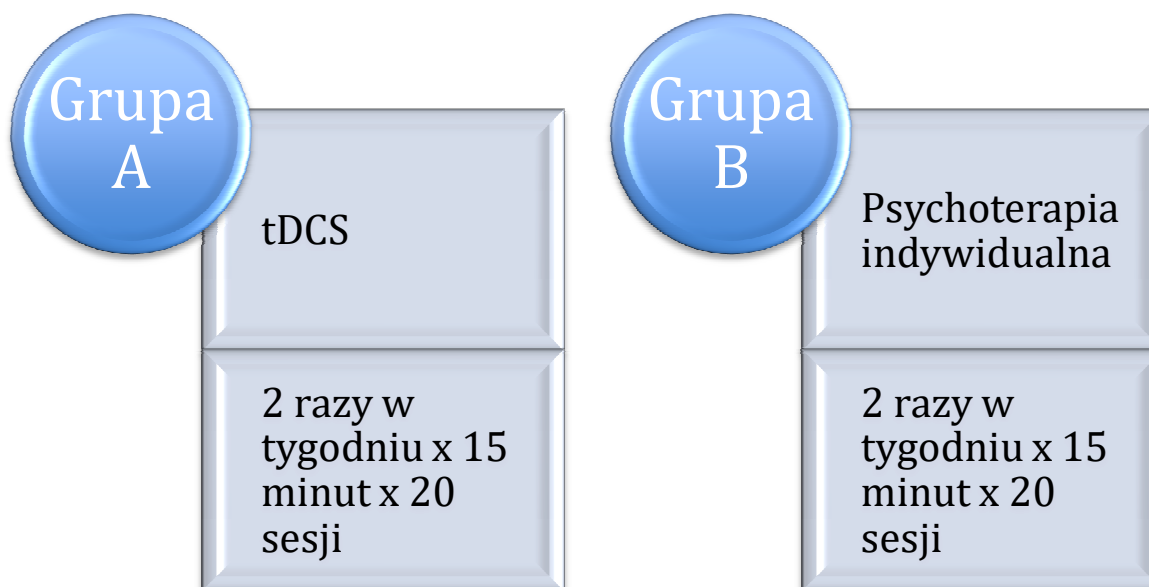 Grupa
A
tDCS
2 razy w
tygodniu x 15
minut x 20
sesji
Grupa
B
Psychoterapia
indywidualna
2 razy w
tygodniu x 15
minut x 20
sesji